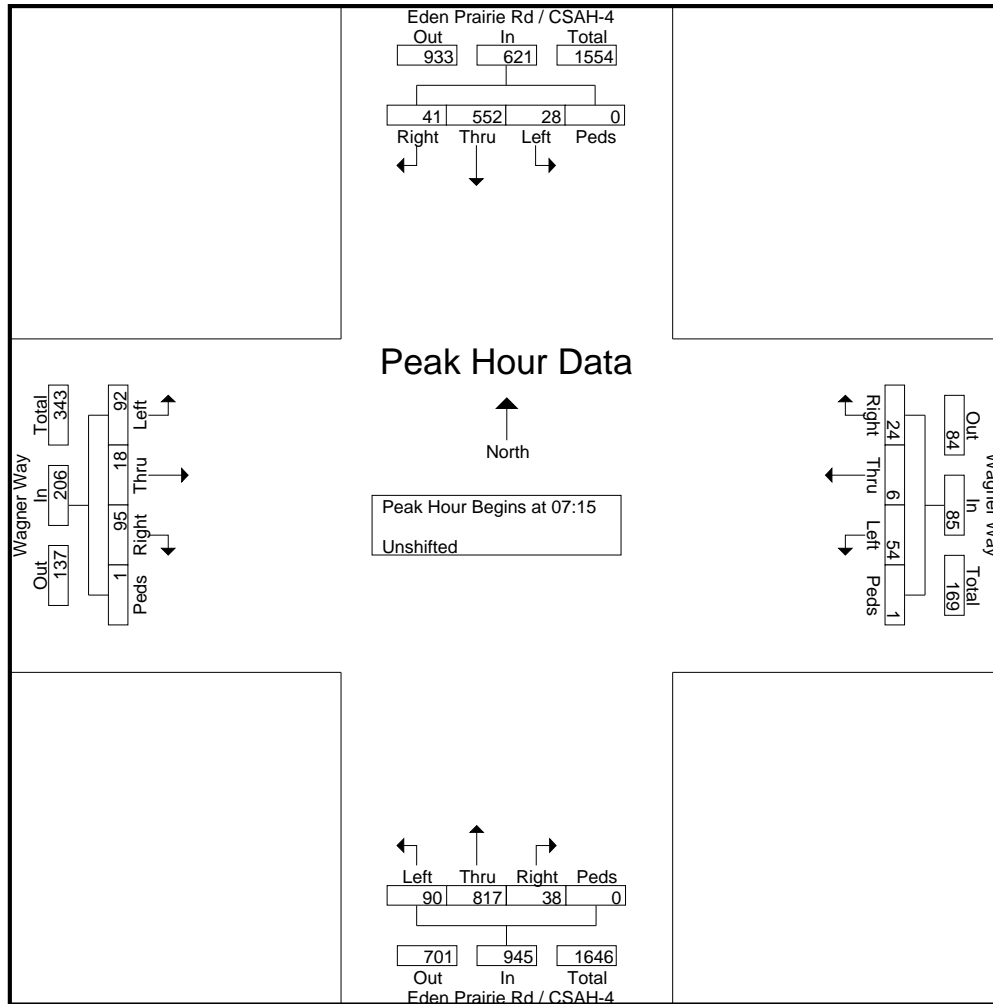 Eden Prairie Rd / CSAH-4
Out In Total
933 621 1554
41 552 28 0
Right Thru Left Peds
Peak Hour Data
North
Peak Hour Begins at 07:15
Unshifted
Wagner Way
Total In Out
343 206 137
92 18 95 1
Left Thru Right Peds
Wagner Way
Out In Total
84 85 169
24 6 54 1
Right Thru Left Peds
Left Thru Right Peds
90 817 38 0
701 945 1646
Out In Total
Eden Prairie Rd / CSAH-4